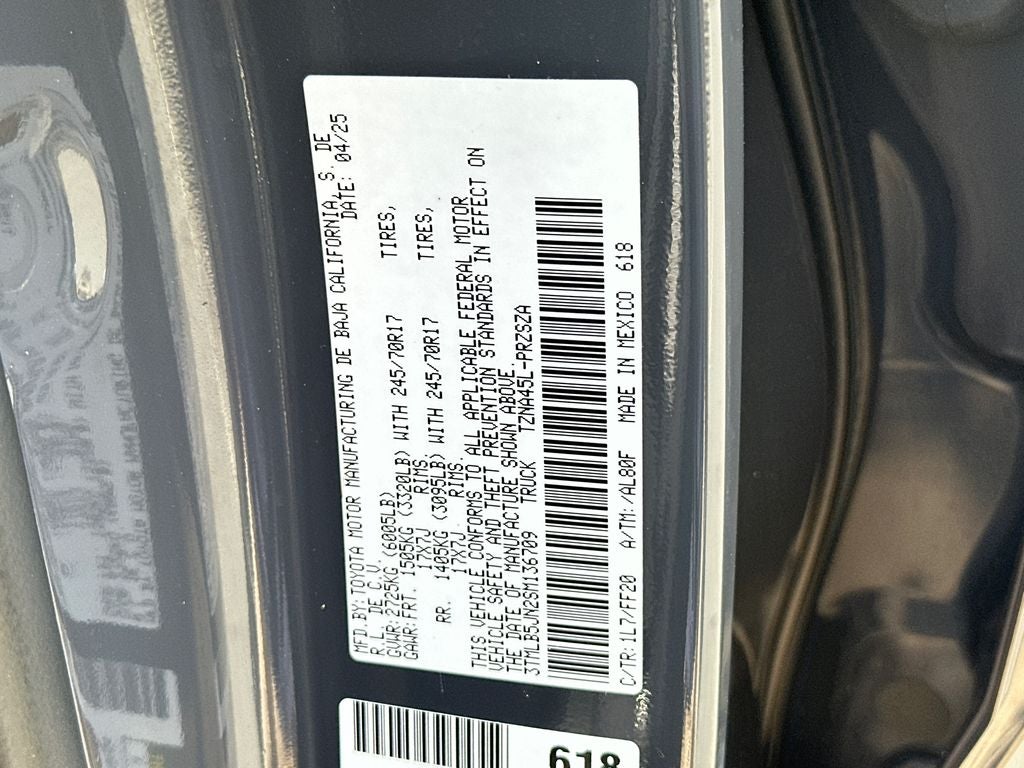 MFD.BY:TOYOTA MOTOR MANUFACTURING DE BAJA CALIFORNIA, S. DE
R.L. DE C.V. DATE: 04/25
GVWR:2725KG (6005LB)
GAWR:FRT. 1505KG (3320LB) WITH 245/70R17 TIRES,
17X7J RIMS.
RR. 1405KG (3095LB) WITH 245/70R17 TIRES,
17X7J RIMS.
THIS VEHICLE CONFORMS TO ALL APPLICABLE FEDERAL MOTOR
VEHICLE SAFETY AND THEFT PREVENTION STANDARDS IN EFFECT ON
THE DATE OF MANUFACTURE SHOWN ABOVE.
3TMLB5JN2SM136709 TRUCK TZNA45L-PRZSZA
C/TR:1L7/FF20 A/TM:/AL80F MADE IN MEXICO 618
618